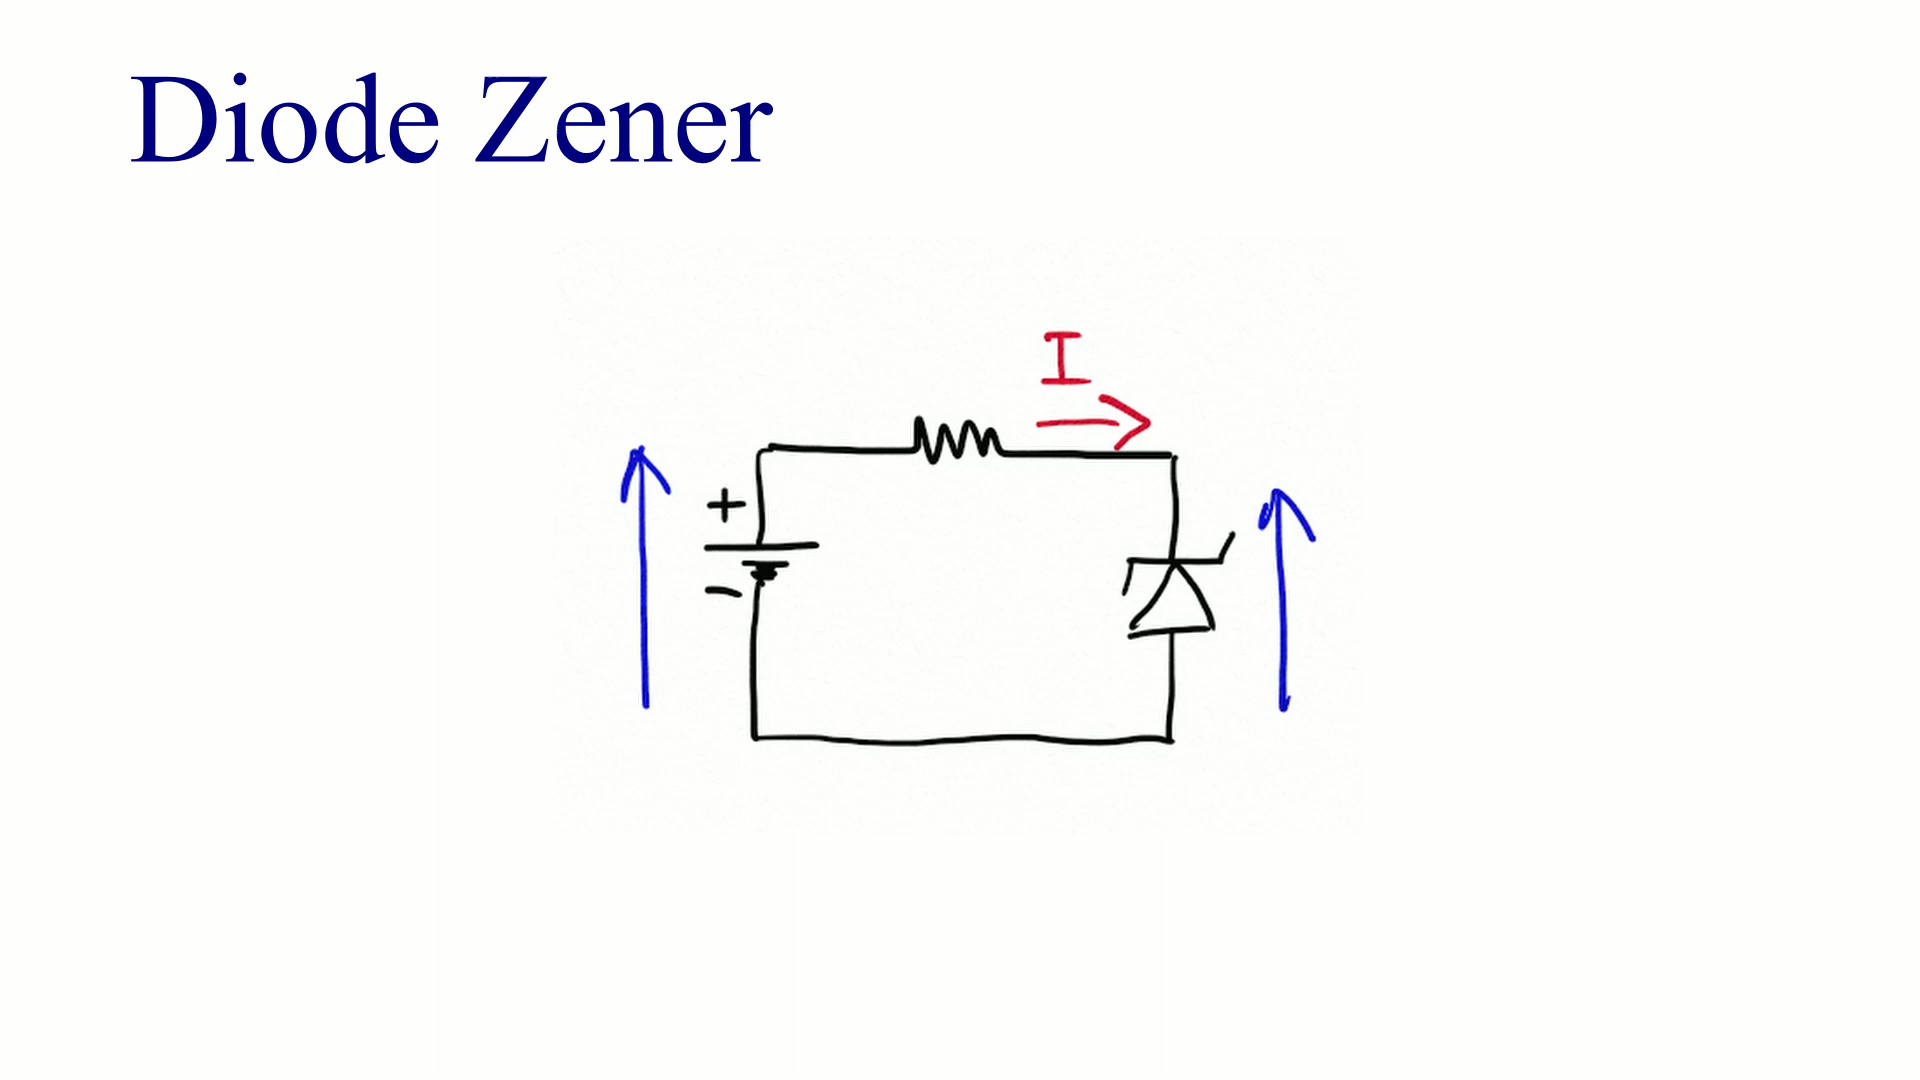 Diode Zener
I
+
−